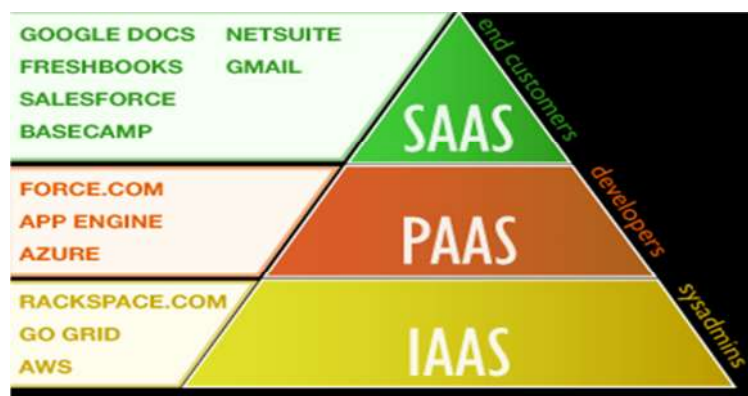 GOOGLE DOCS NETSUITE
FRESHBOOKS GMAIL
SALESFORCE
BASECAMP
SAAS
end customers
FORCE.COM
APP ENGINE
AZURE
PAAS
developers
RACKSPACE.COM
GO GRID
AWS
IAAS
sysadmins